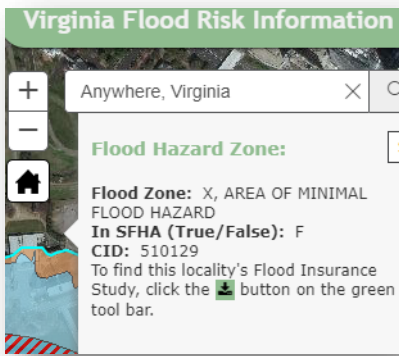 Virginia Flood Risk Information
+
Anywhere, Virginia
−
Flood Hazard Zone:
Flood Zone: X, AREA OF MINIMAL
FLOOD HAZARD
In SFHA (True/False): F
CID: 510129
To find this locality's Flood Insurance
Study, click the button on the green
tool bar.